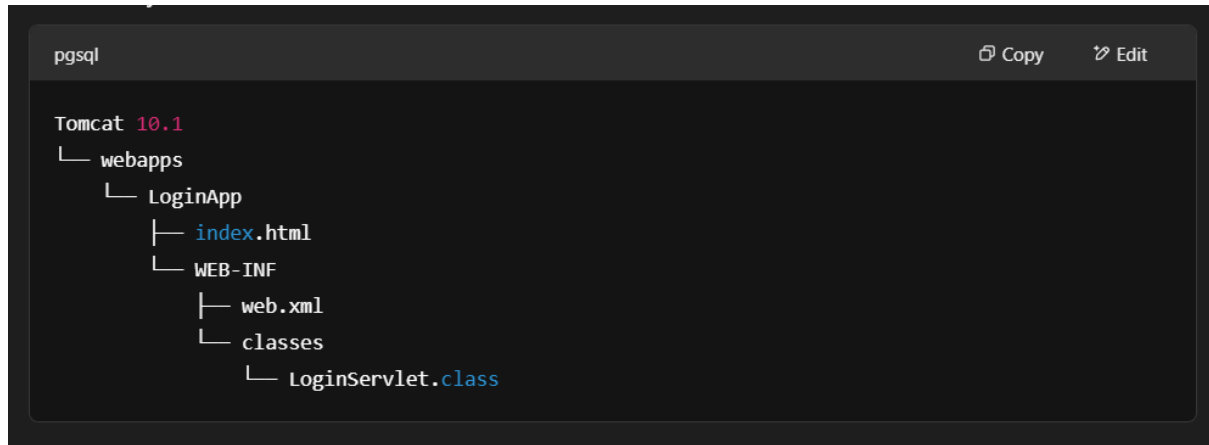 pgsql Copy Edit
Tomcat 10.1
└── webapps
    └── LoginApp
        ├── index.html
        └── WEB-INF
            ├── web.xml
            └── classes
                └── LoginServlet.class